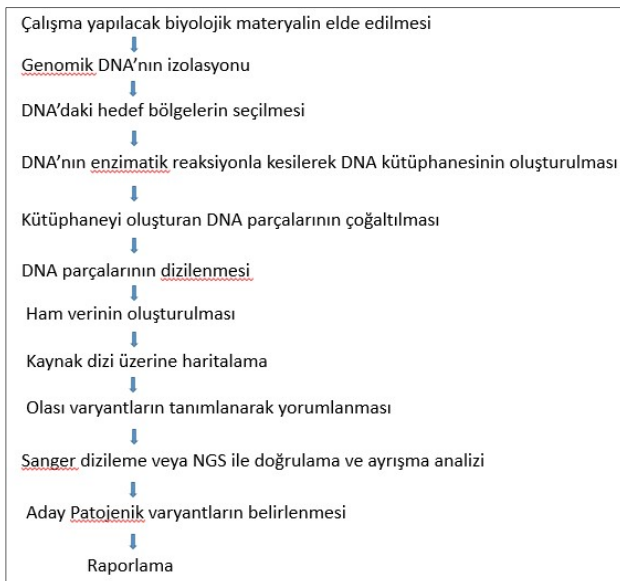 Çalışma yapılacak biyolojik materyalin elde edilmesi
Genomik DNA’nın izolasyonu
DNA’daki hedef bölgelerin seçilmesi
DNA’nın enzimatik reaksiyonla kesilerek DNA kütüphanesinin oluşturulması
Kütüphaneyi oluşturan DNA parçalarının çoğaltılması
DNA parçalarının dizilenmesi
Ham verinin oluşturulması
Kaynak dizi üzerine haritalama
Olası varyantların tanımlanarak yorumlanması
Sanger dizileme veya NGS ile doğrulama ve ayrışma analizi
Aday Patojenik varyantların belirlenmesi
Raporlama